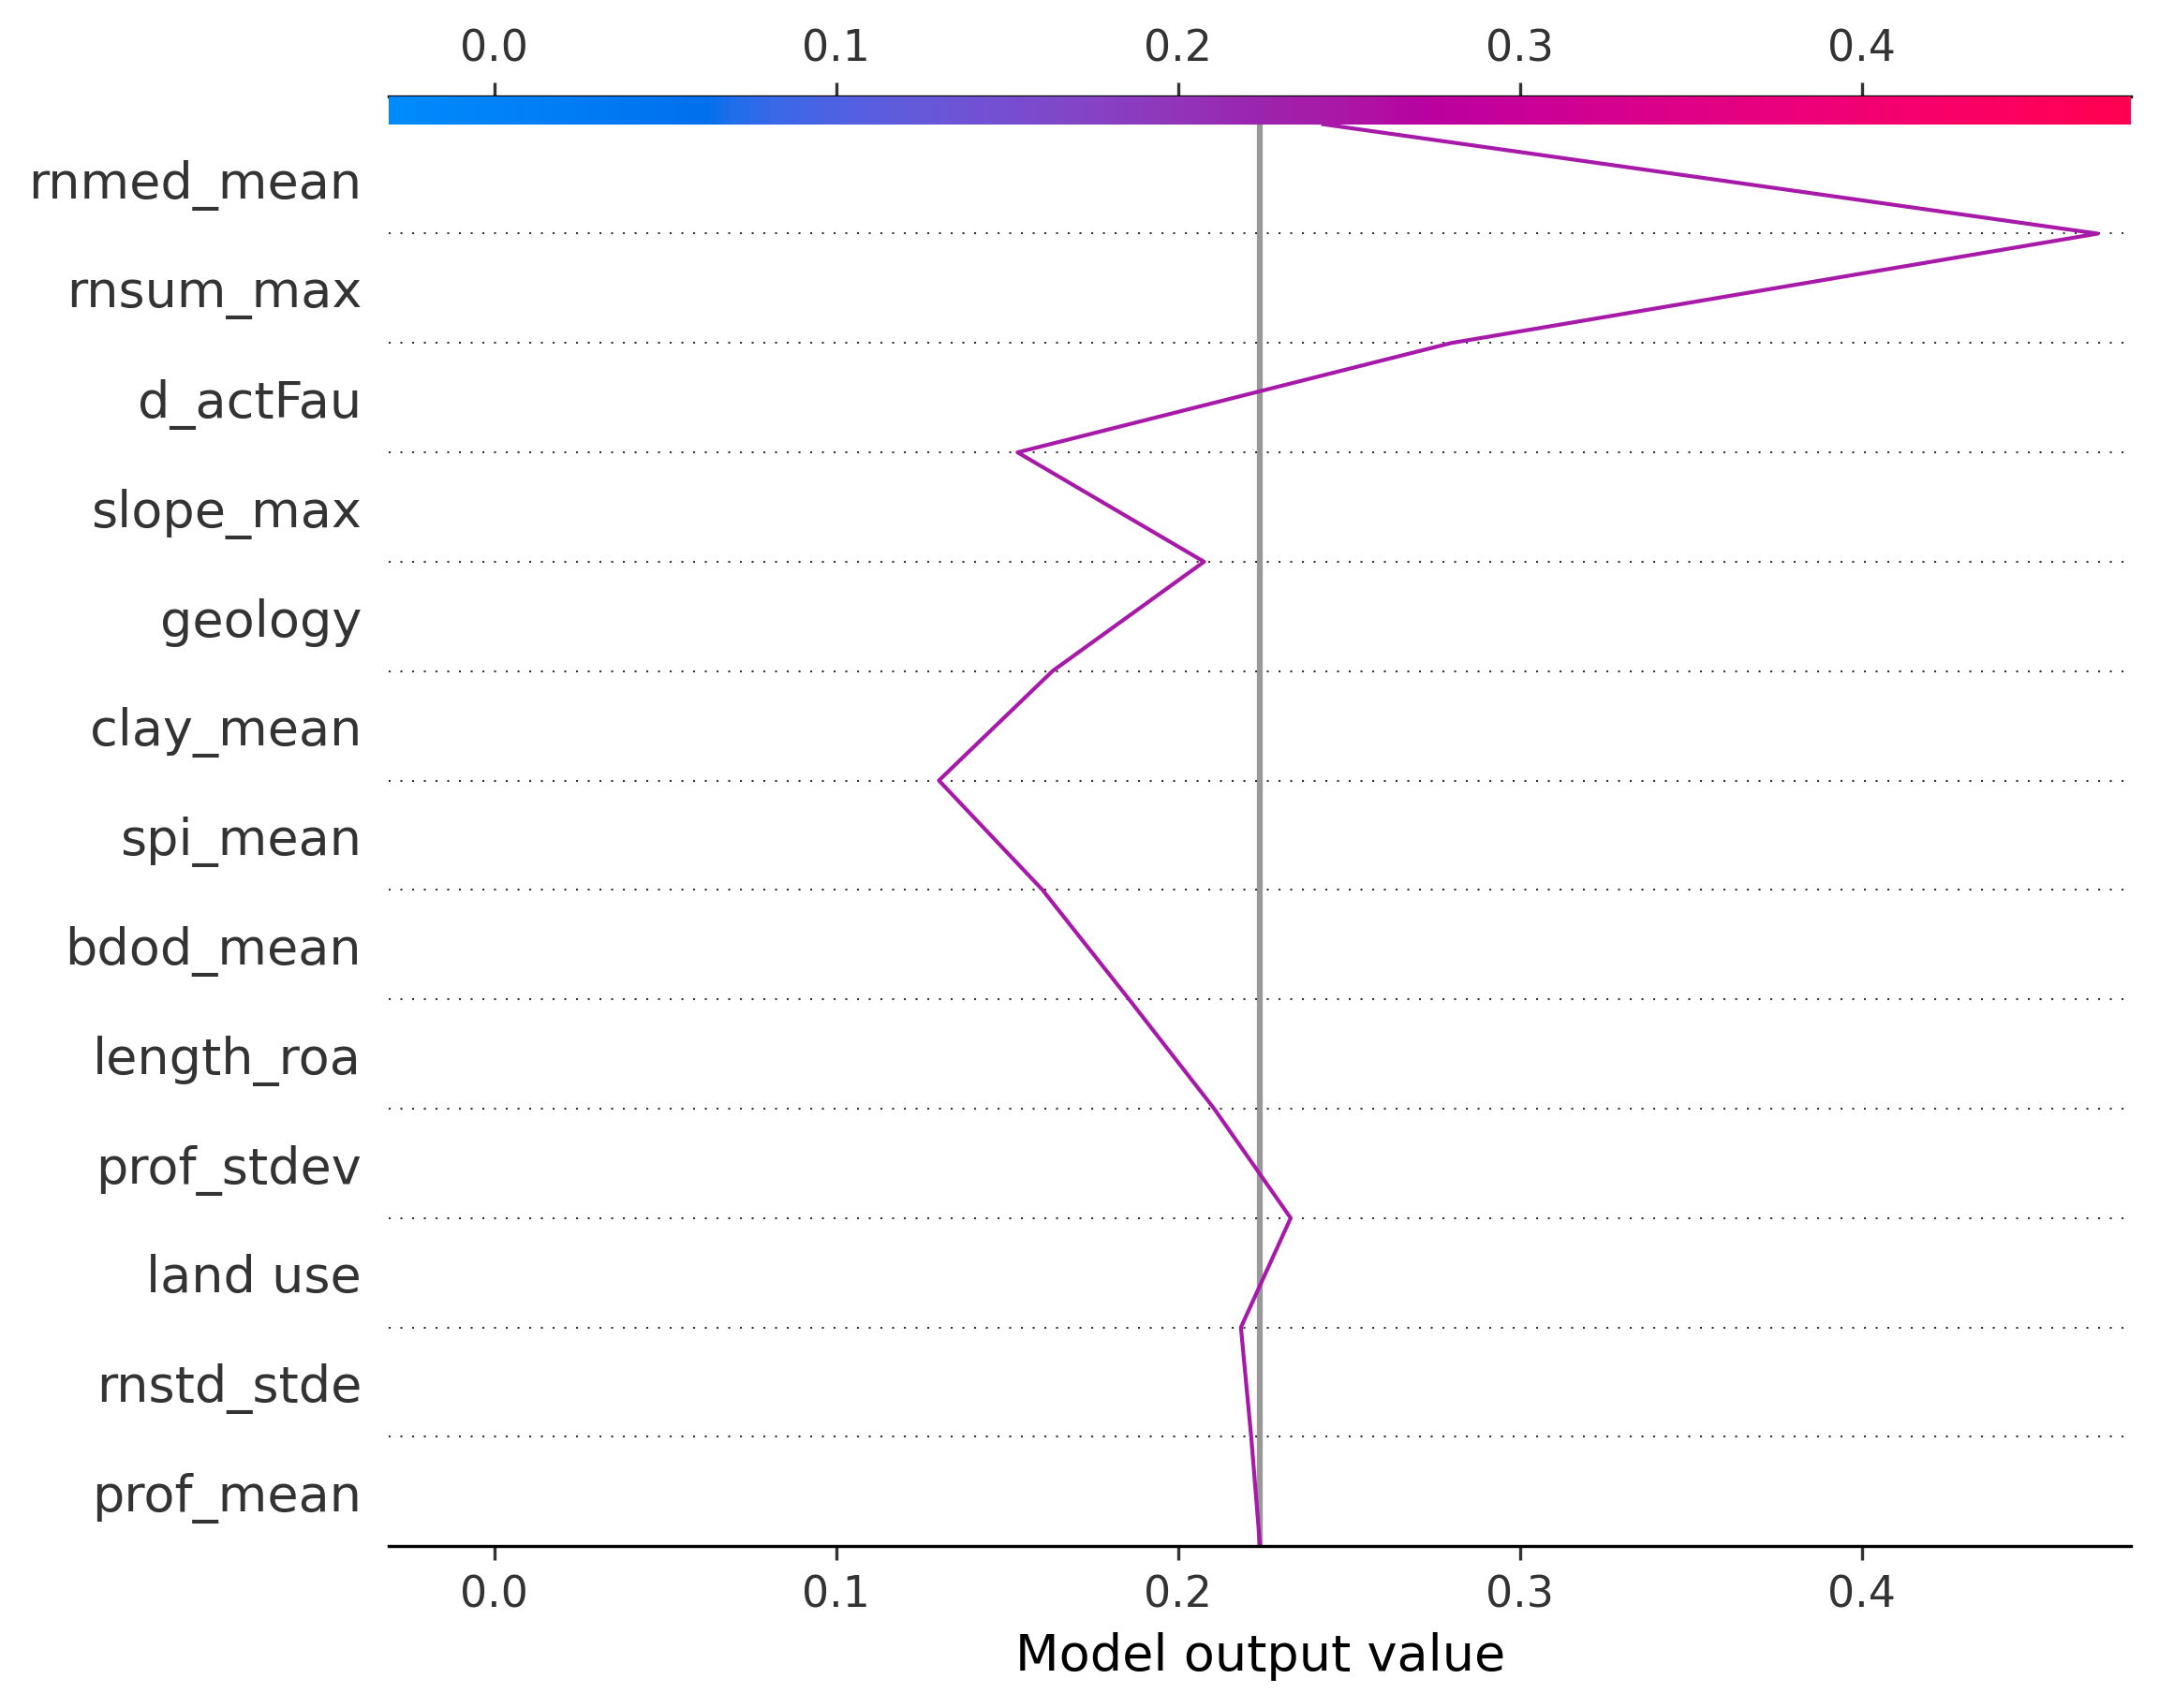 0.0 0.1 0.2 0.3 0.4
rnmed_mean
rnsum_max
d_actFau
slope_max
geology
clay_mean
spi_mean
bdod_mean
length_roa
prof_stdev
land use
rnstd_stde
prof_mean
0.0 0.1 0.2 0.3 0.4
Model output value